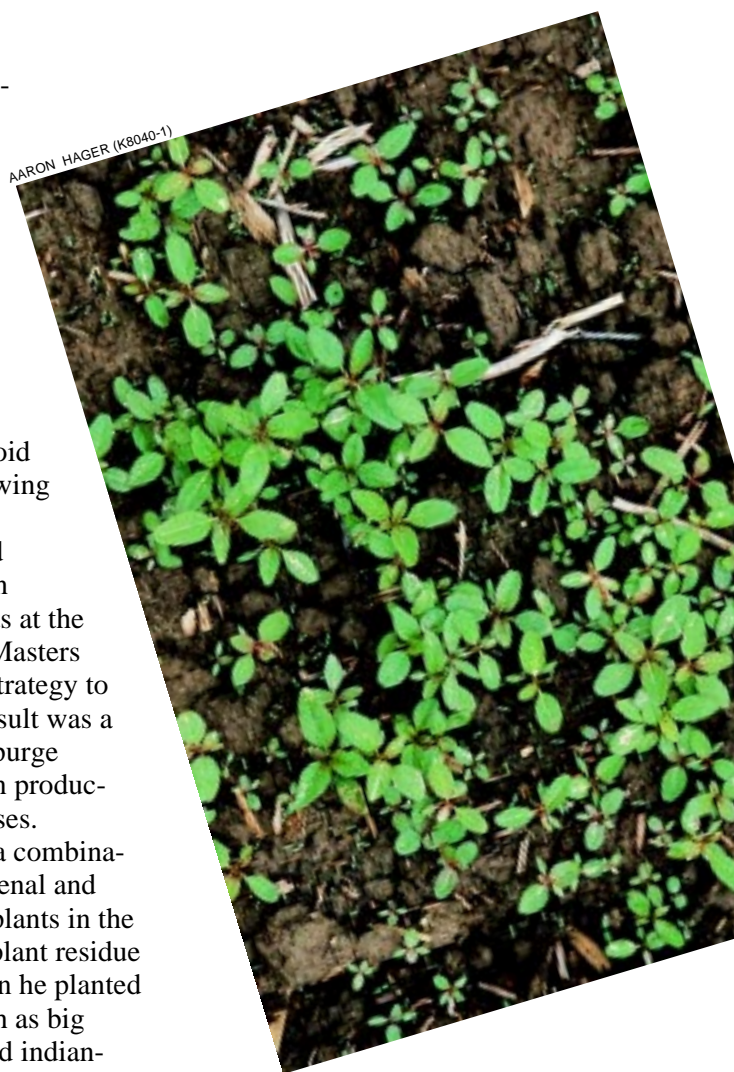 -
AARON HAGER (K8040-1)
oid
wing
s at the
Masters
trategy to
sult was a
purge
n produc-
ses.
a combina-
enal and
plants in the
plant residue
n he planted
as big
d indian-